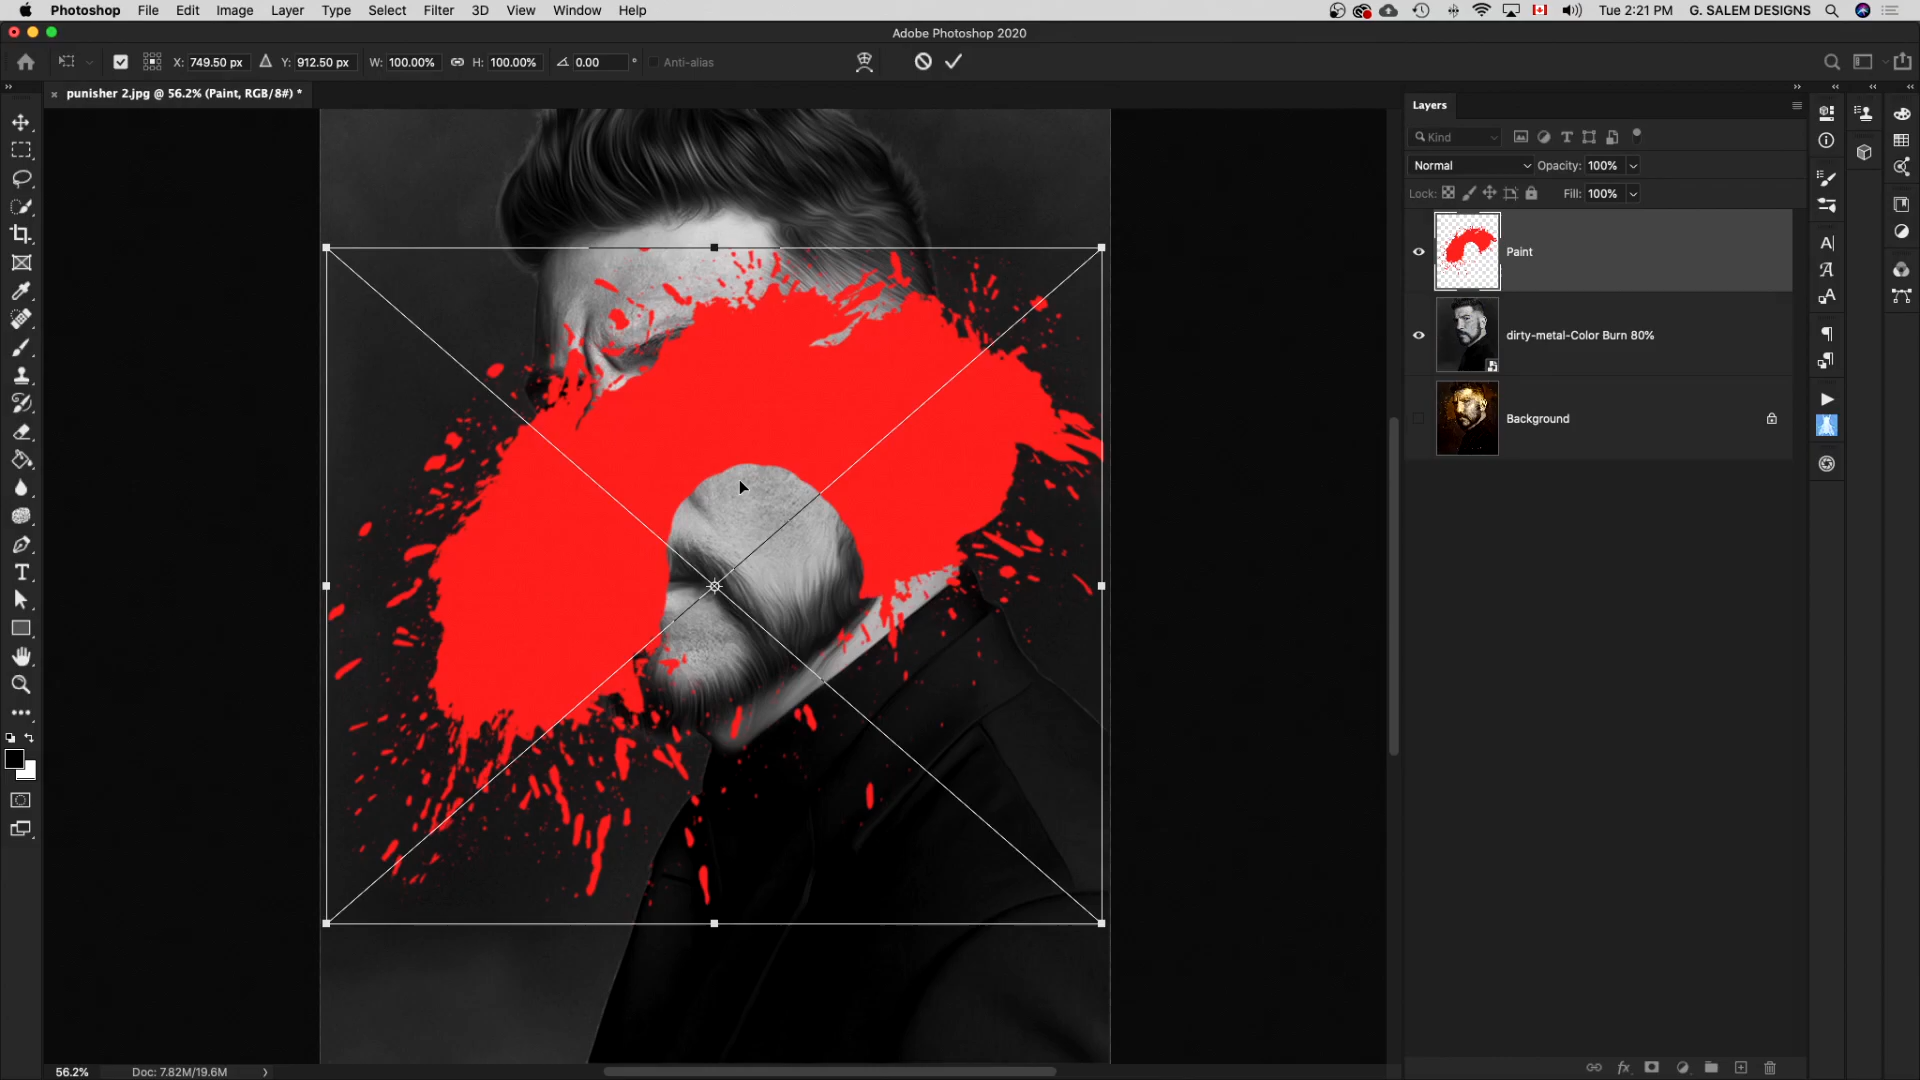 Photoshop File Edit Image Layer Type Select Filter 3D View Window Help Tue 2:21 PM G. SALEM DESIGNS
Adobe Photoshop 2020
X: 749.50 px Y: 912.50 px W: 100.00% H: 100.00% 0.00 ° Anti-alias
× punisher 2.jpg @ 56.2% (Paint, RGB/8#) *
Layers
Kind
Normal Opacity: 100%
Lock: Fill: 100%
Paint
dirty-metal-Color Burn 80%
Background
56.2% Doc: 7.82M/19.6M